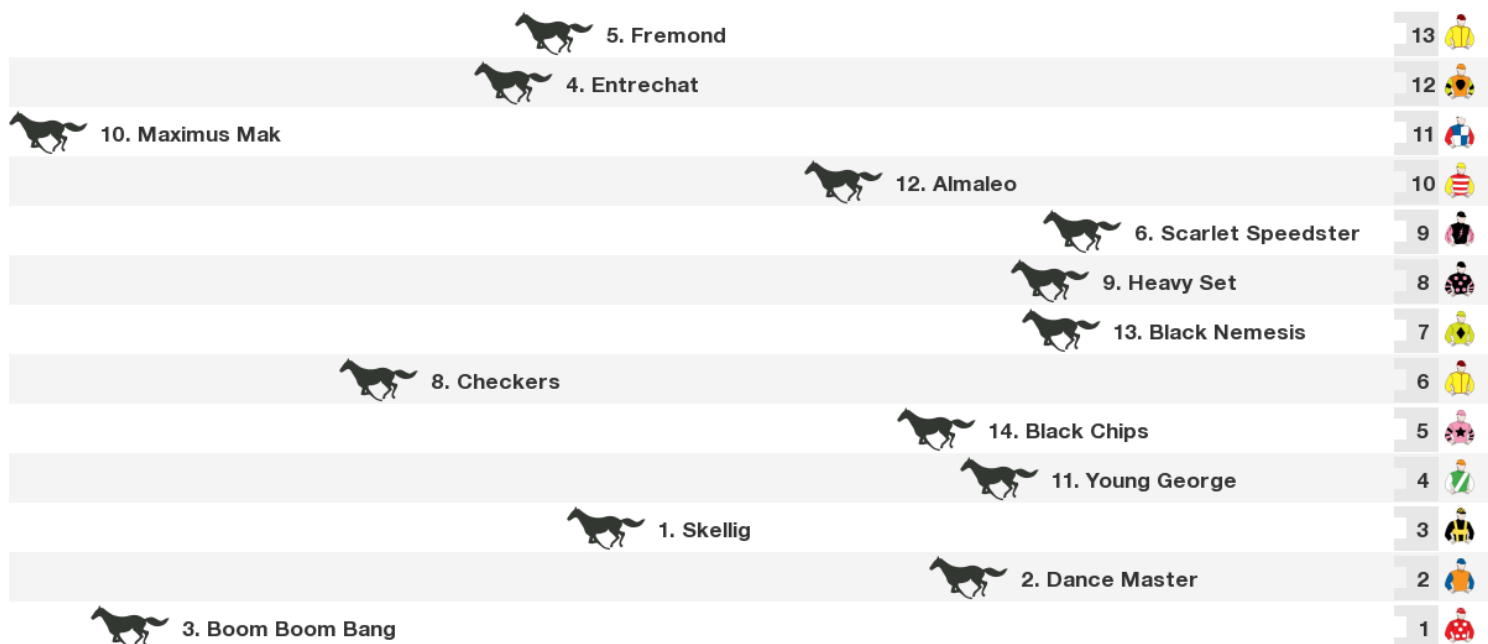 5. Fremond 13
4. Entrechat 12
10. Maximus Mak 11
12. Almaleo 10
6. Scarlet Speedster 9
9. Heavy Set 8
13. Black Nemesis 7
8. Checkers 6
14. Black Chips 5
11. Young George 4
1. Skellig 3
2. Dance Master 2
3. Boom Boom Bang 1